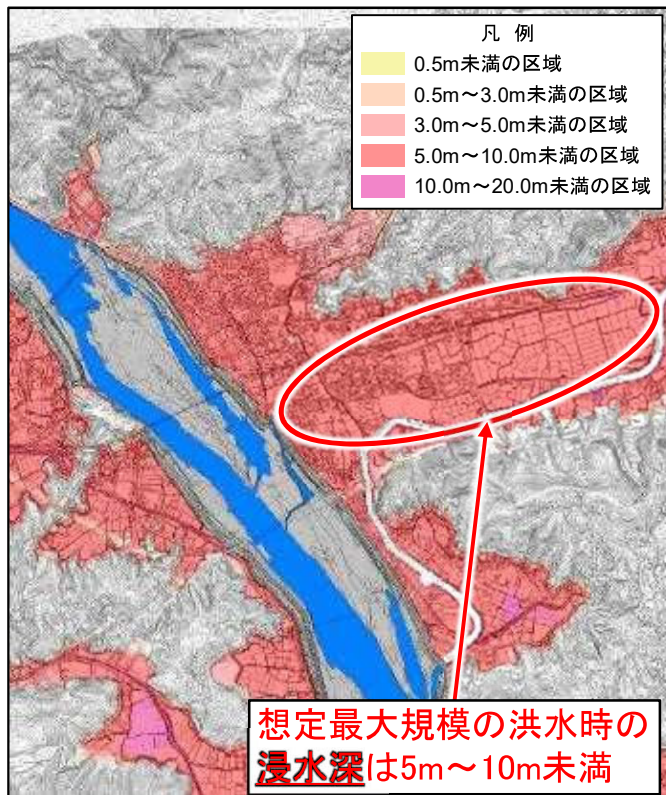 凡 例
0.5m未満の区域
0.5m～3.0m未満の区域
3.0m～5.0m未満の区域
5.0m～10.0m未満の区域
10.0m～20.0m未満の区域
想定最大規模の洪水時の
浸水深は5m～10m未満